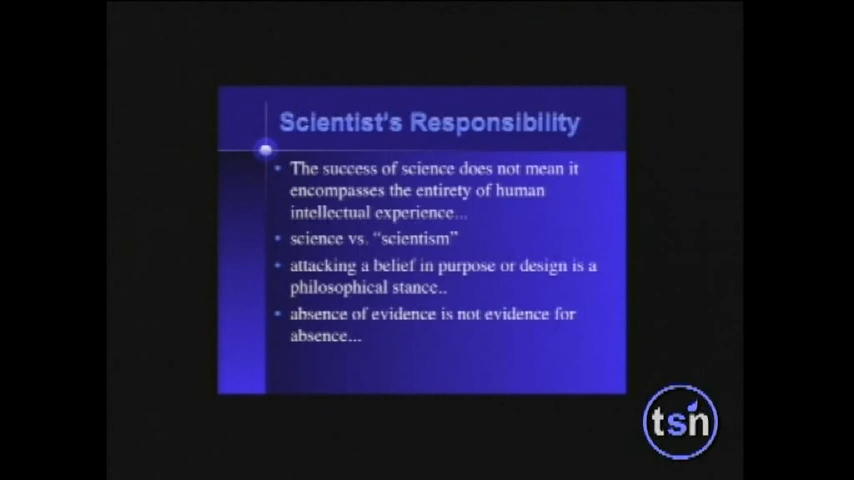 Scientist's Responsibility
• The success of science does not mean it
encompasses the entirety of human
intellectual experience...
• science vs. "scientism"
• attacking a belief in purpose or design is a
philosophical stance..
• absence of evidence is not evidence for
absence...
tsn